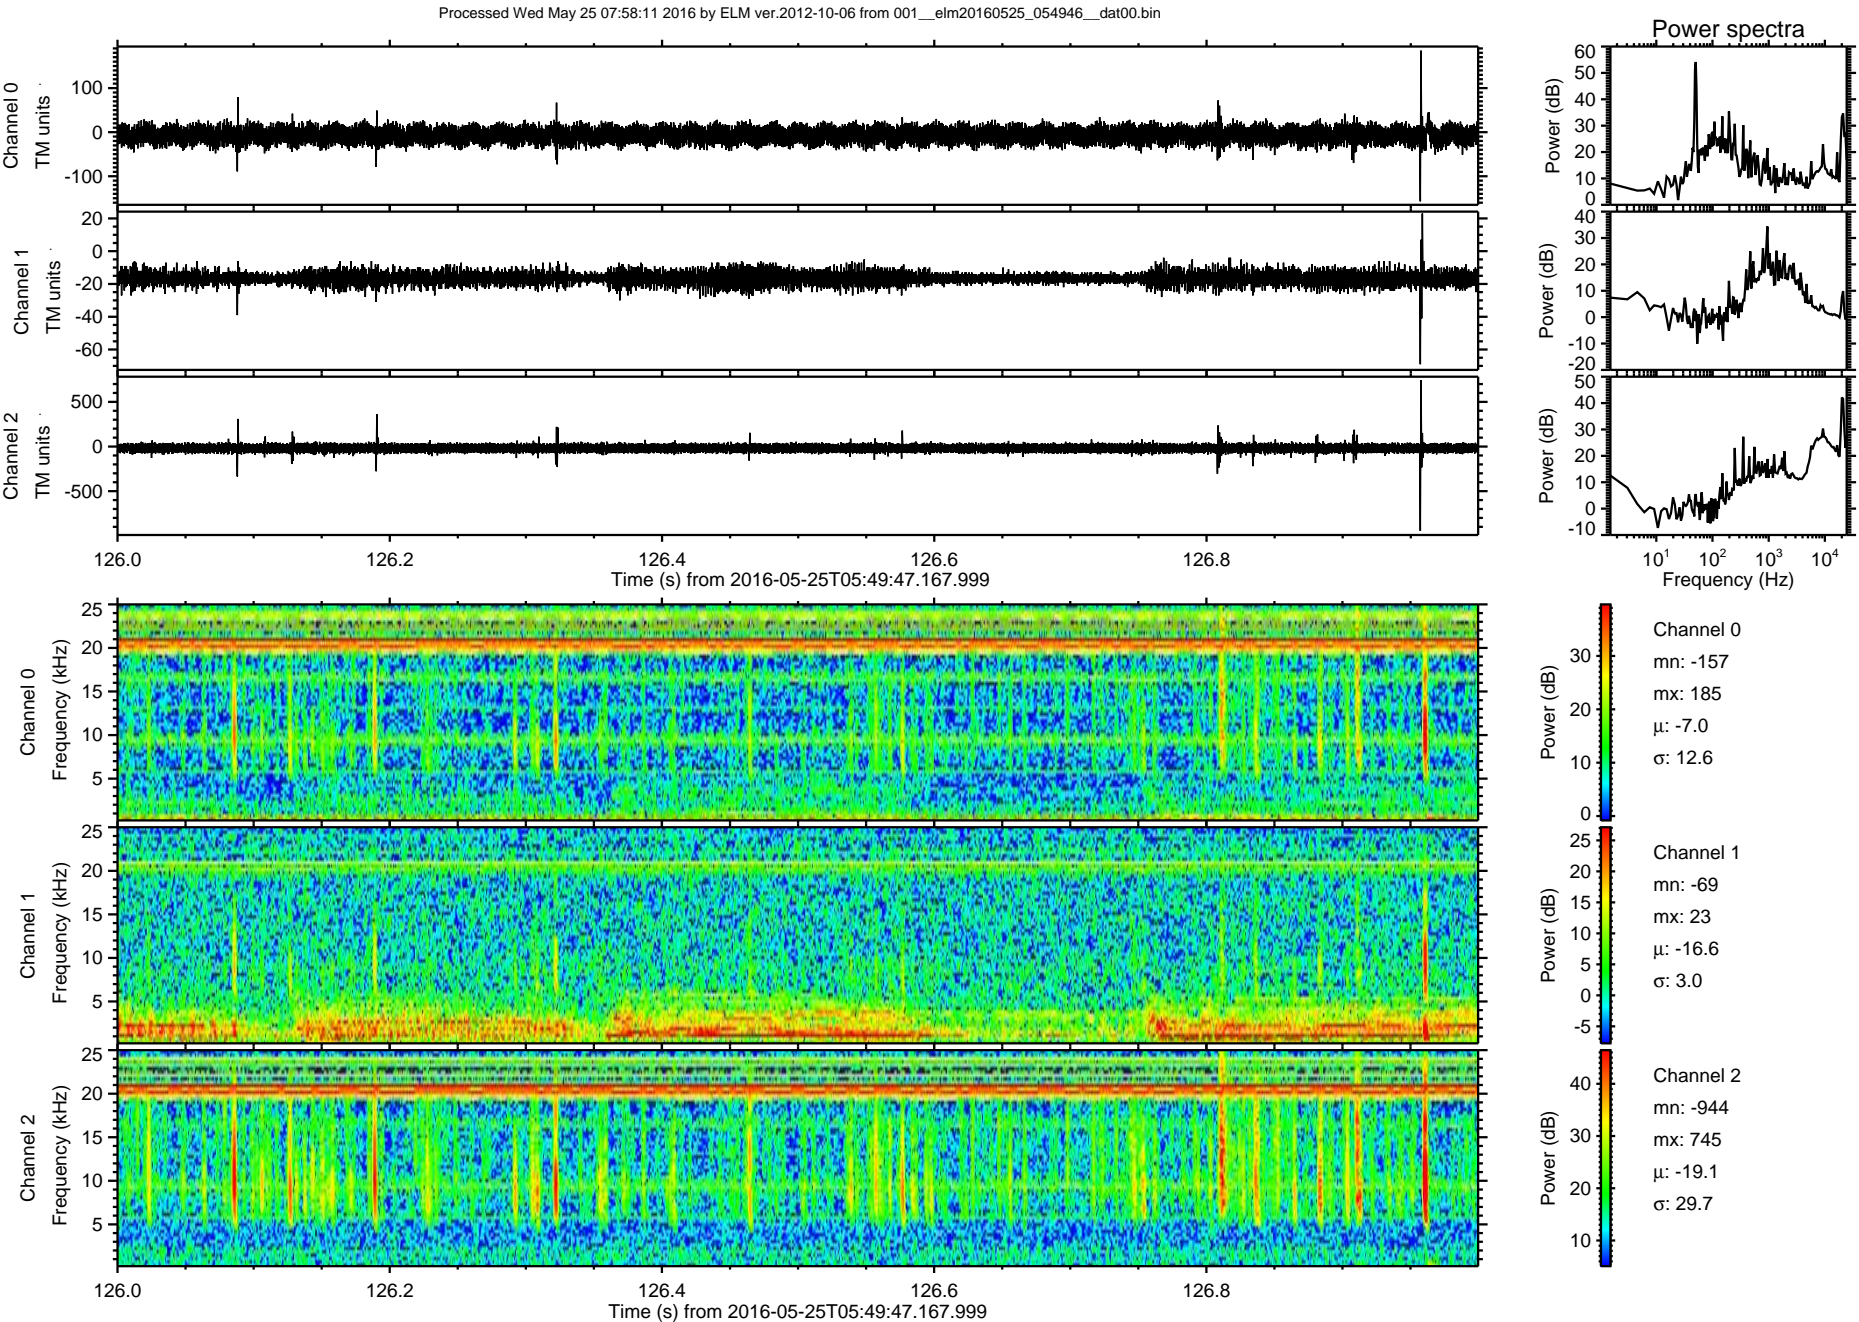 Processed Wed May 25 07:58:11 2016 by ELM ver.2012-10-06 from 001__elm20160525_054946__dat00.bin
Power spectra
Channel 0
TM units
100
0
-100
Power (dB)
60
50
40
30
20
10
0
Channel 1
TM units
20
0
-20
-40
-60
Power (dB)
40
30
20
10
0
-10
-20
Channel 2
TM units
500
0
-500
Power (dB)
50
40
30
20
10
0
-10
126.0 126.2 126.4 126.6 126.8
Time (s) from 2016-05-25T05:49:47.167.999
10^1 10^2 10^3 10^4
Frequency (Hz)
Channel 0
Frequency (kHz)
25
20
15
10
5
Power (dB)
30
20
10
0
Channel 0
mn: -157
mx: 185
µ: -7.0
σ: 12.6
Channel 1
Frequency (kHz)
25
20
15
10
5
Power (dB)
25
20
15
10
5
0
-5
Channel 1
mn: -69
mx: 23
µ: -16.6
σ: 3.0
Channel 2
Frequency (kHz)
25
20
15
10
5
Power (dB)
40
30
20
10
Channel 2
mn: -944
mx: 745
µ: -19.1
σ: 29.7
126.0 126.2 126.4 126.6 126.8
Time (s) from 2016-05-25T05:49:47.167.999